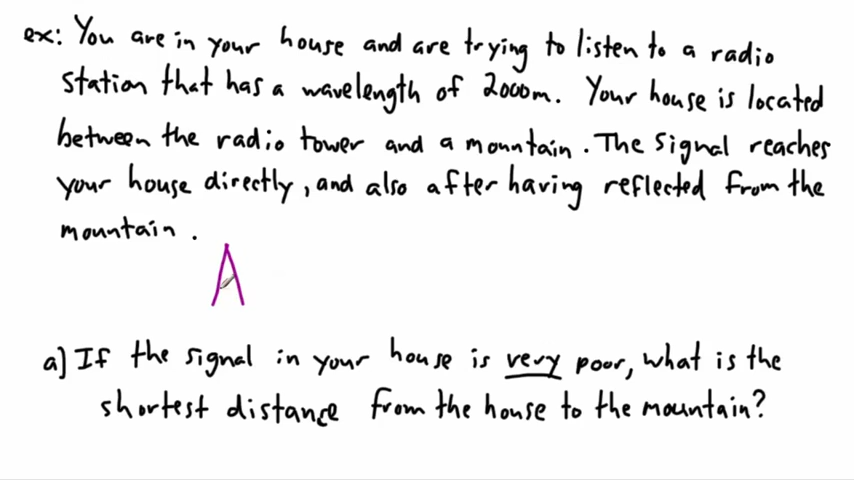 ex: You are in your house and are trying to listen to a radio
station that has a wavelength of 2000m. Your house is located
between the radio tower and a mountain. The signal reaches
your house directly, and also after having reflected from the
mountain.
a) If the signal in your house is very poor, what is the
shortest distance from the house to the mountain?